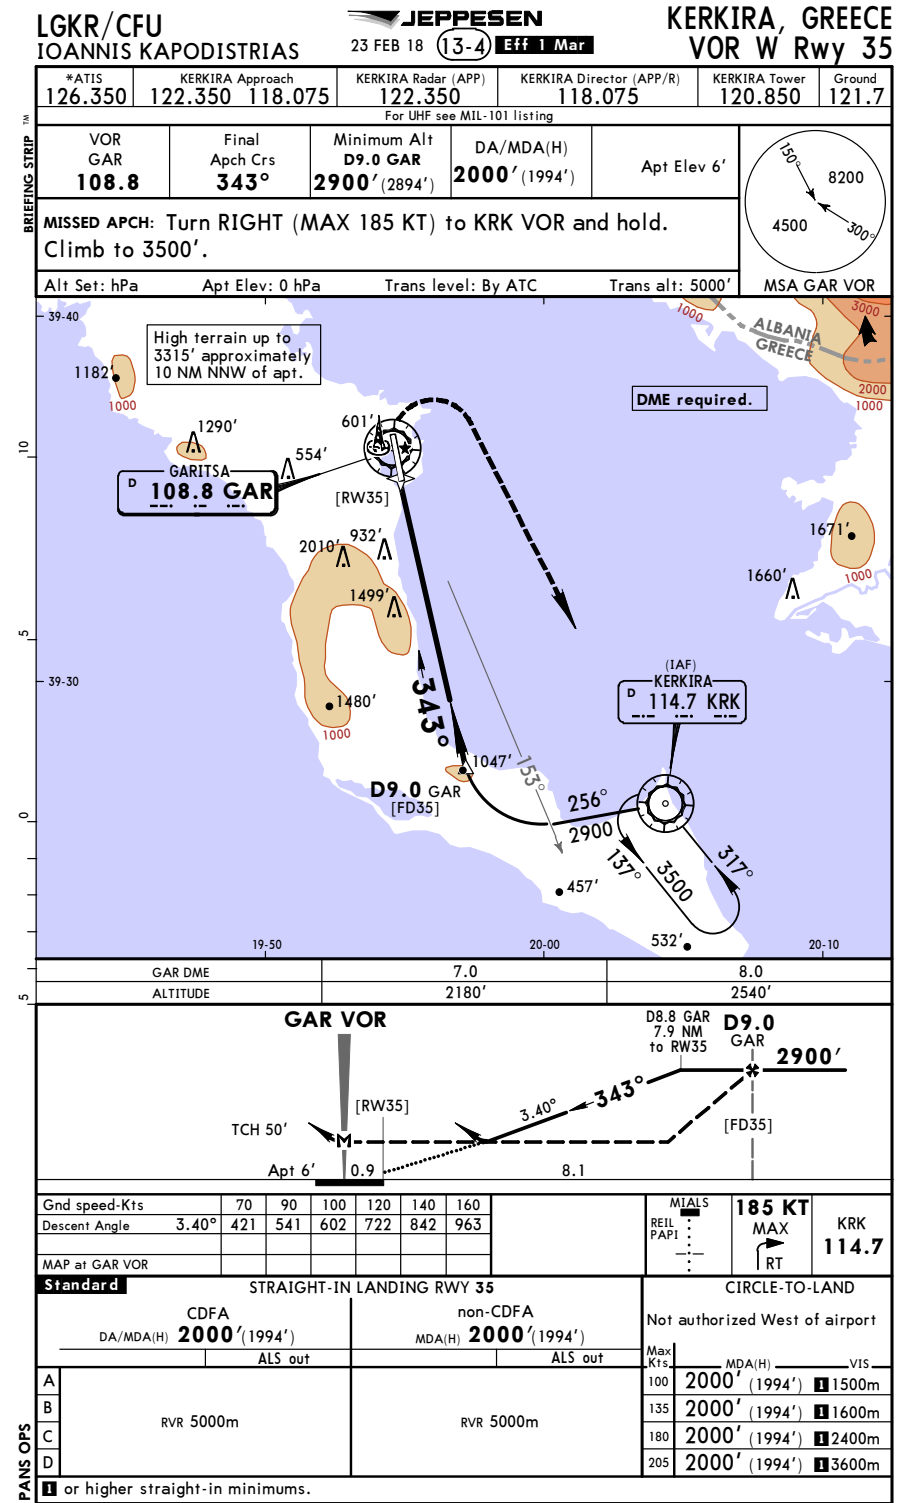 LGKR/CFU
IOANNIS KAPODISTRIAS
JEPPESEN
23 FEB 18 13-4 Eff 1 Mar
KERKIRA, GREECE
VOR W Rwy 35
*ATIS
126.350
KERKIRA Approach
122.350 118.075
KERKIRA Radar (APP)
122.350
KERKIRA Director (APP/R)
118.075
KERKIRA Tower
120.850
Ground
121.7
For UHF see MIL-101 listing
BRIEFING STRIP TM
VOR
GAR
108.8
Final
Apch Crs
343°
Minimum Alt
D9.0 GAR
2900' (2894')
DA/MDA(H)
2000' (1994')
Apt Elev 6'
150°
8200
4500
300°
MSA GAR VOR
MISSED APCH: Turn RIGHT (MAX 185 KT) to KRK VOR and hold.
Climb to 3500'.
Alt Set: hPa Apt Elev: 0 hPa Trans level: By ATC Trans alt: 5000'
39-40
High terrain up to
3315' approximately
10 NM NNW of apt.
1000
3000
ALBANIA
GREECE
2000
1000
1182'
1000
DME required.
1290'
601'
554'
10
GARITSA
D 108.8 GAR
[RW35]
2010'
932'
1499'
1671'
1660'
1000
5
39-30
(IAF)
KERKIRA
D 114.7 KRK
1480'
1000
343°
1047'
153°
D9.0 GAR
[FD35]
256°
2900
0
137°
3500
317°
457'
532'
19-50
20-00
20-10
5
GAR DME 7.0 8.0
ALTITUDE 2180' 2540'
GAR VOR
D8.8 GAR
7.9 NM
to RW35
D9.0
GAR
2900'
343°
3.40°
[RW35]
TCH 50'
M
[FD35]
Apt 6'
0.9
8.1
Gnd speed-Kts 70 90 100 120 140 160
Descent Angle 3.40° 421 541 602 722 842 963
MAP at GAR VOR
MIALS
REIL
PAPI
185 KT
MAX
RT
KRK
114.7
Standard
STRAIGHT-IN LANDING RWY 35
CIRCLE-TO-LAND
CDFA
DA/MDA(H) 2000' (1994')
ALS out
non-CDFA
MDA(H) 2000' (1994')
ALS out
Not authorized West of airport
Max
Kts
MDA(H)
VIS
A
B
C
D
RVR 5000m
RVR 5000m
100 2000' (1994') 1 1500m
135 2000' (1994') 1 1600m
180 2000' (1994') 1 2400m
205 2000' (1994') 1 3600m
PANS OPS
1 or higher straight-in minimums.